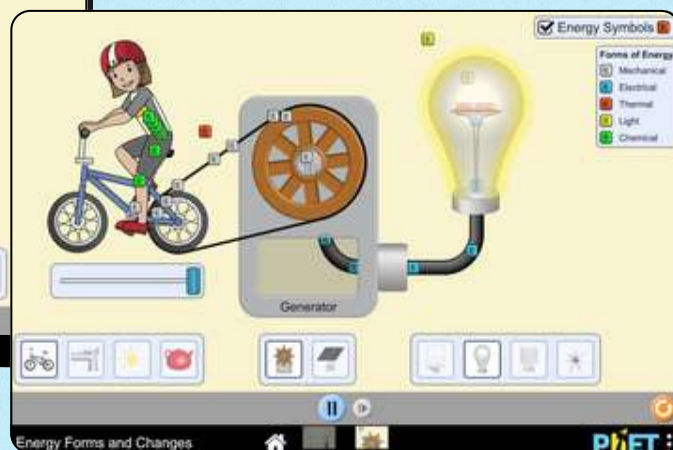 Energy Symbols
Forms of Energy
Mechanical
Electrical
Thermal
Light
Chemical
Generator
Energy Forms and Changes
PhET